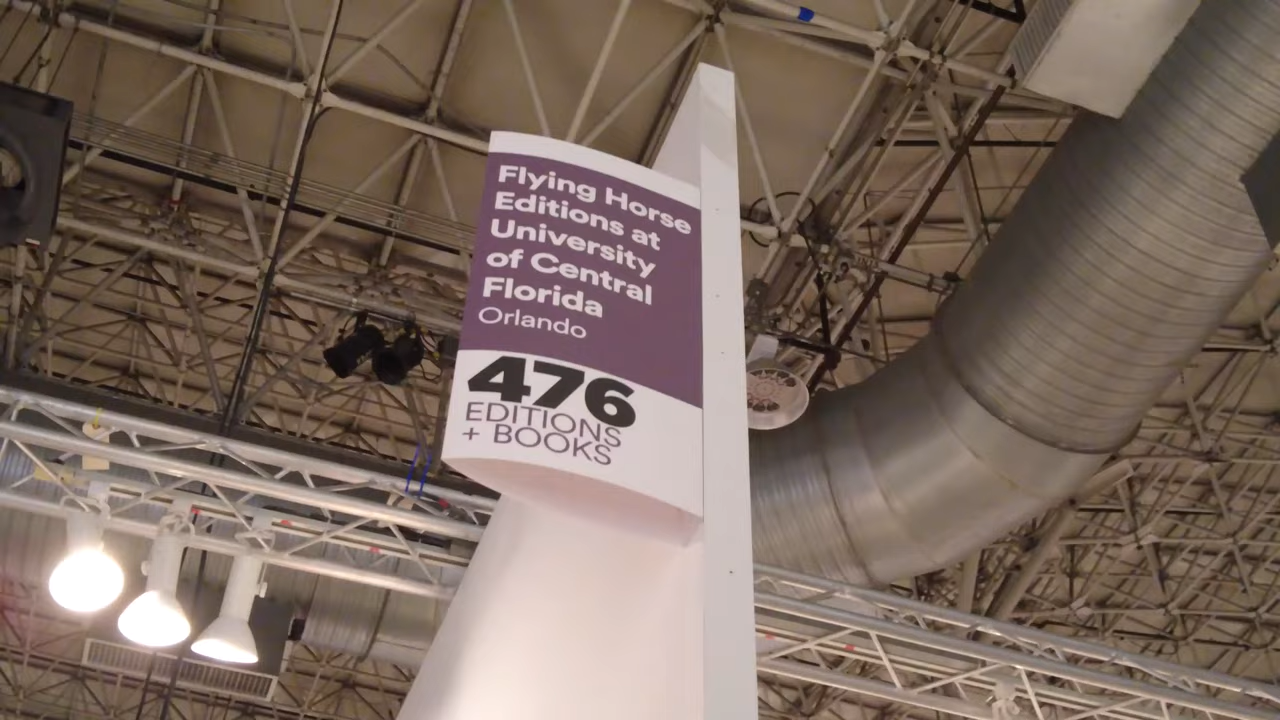 Flying Horse
Editions at
University
of Central
Florida
Orlando
476
EDITIONS
+ BOOKS